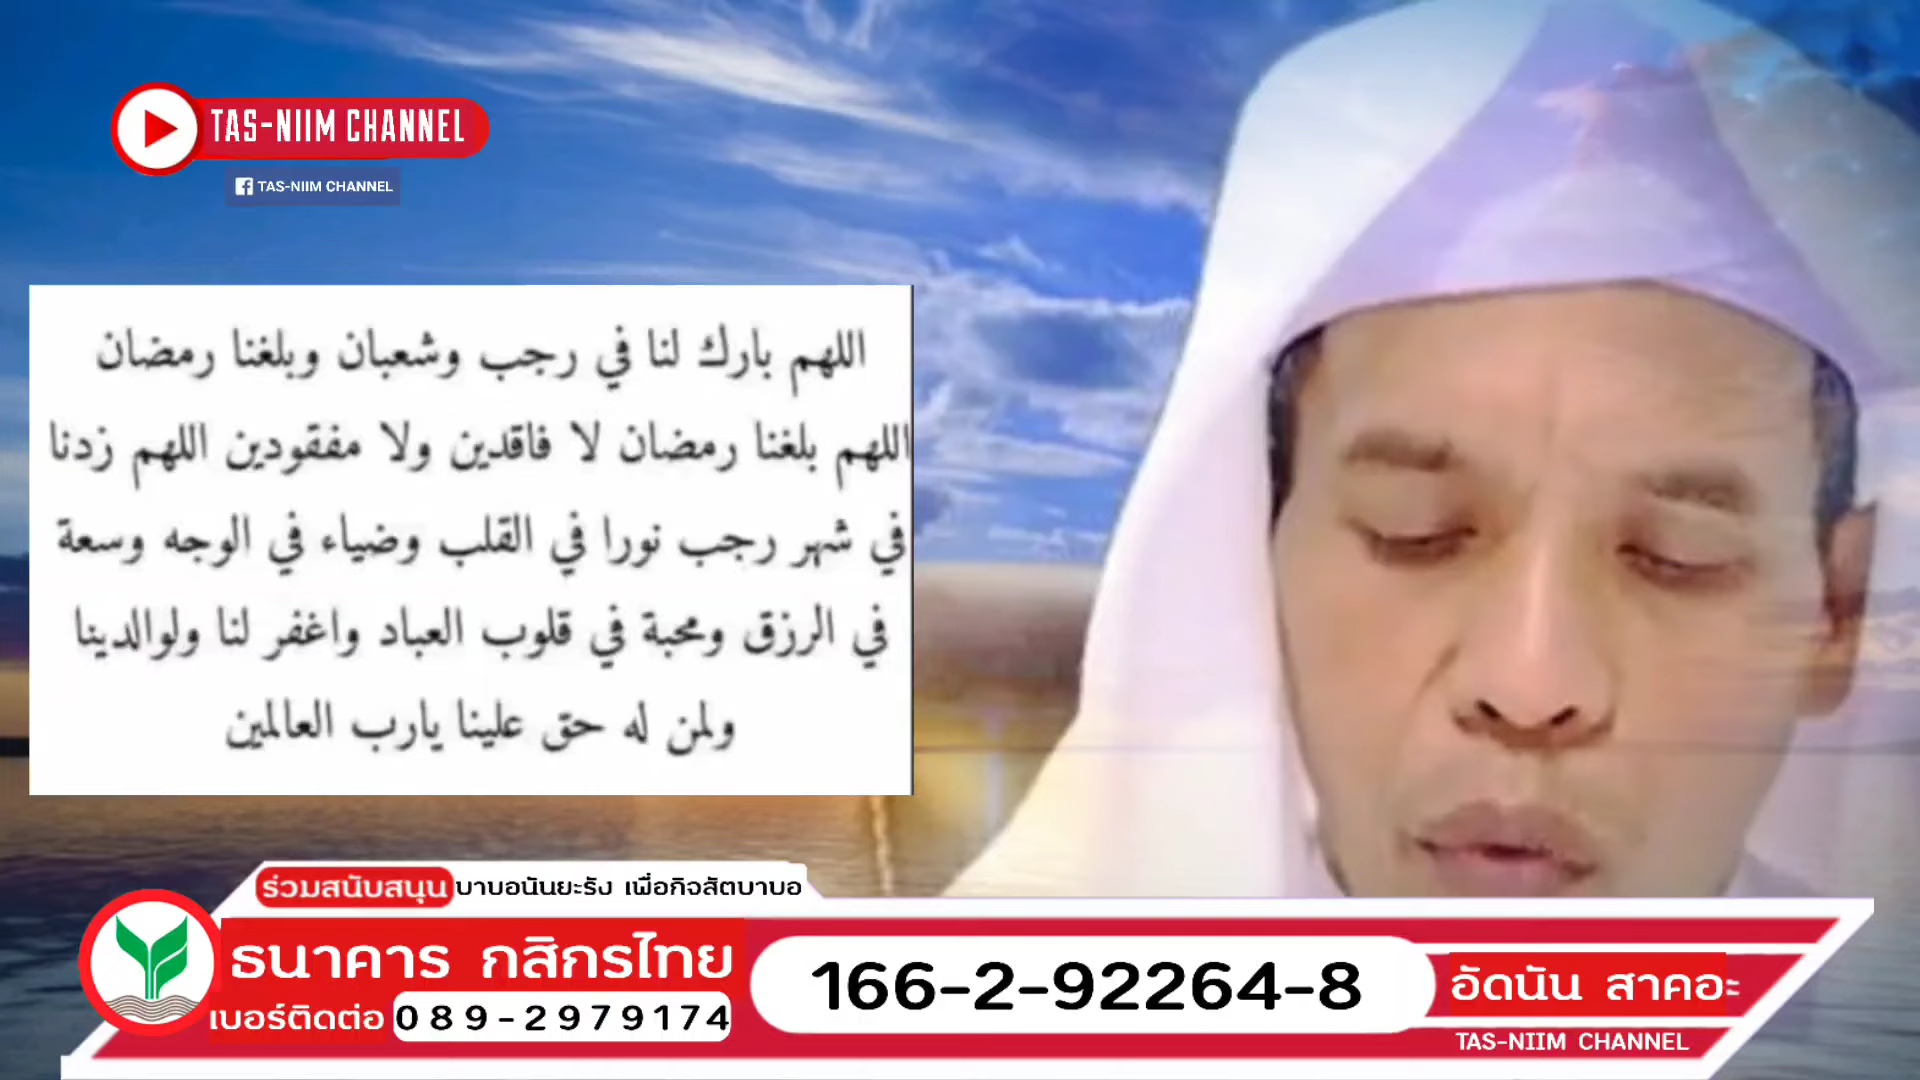 TAS-NIIM CHANNEL
TAS-NIIM CHANNEL
اللهم بارك لنا في رجب وشعبان وبلغنا رمضان
اللهم بلغنا رمضان لا فاقدين ولا مفقودين اللهم زدنا
في شهر رجب نورا في القلب وضياء في الوجه وسعة
في الرزق ومحبة في قلوب العباد واغفر لنا ولوالدينا
ولمن له حق علينا يارب العالمين
ร่วมสนับสนุน บาบอนันยะรัง เพื่อกิจสัตบาบอ
ธนาคาร กสิกรไทย
เบอร์ติดต่อ 089-2979174
166-2-92264-8
อัดนัน สาคอะ
TAS-NIIM CHANNEL